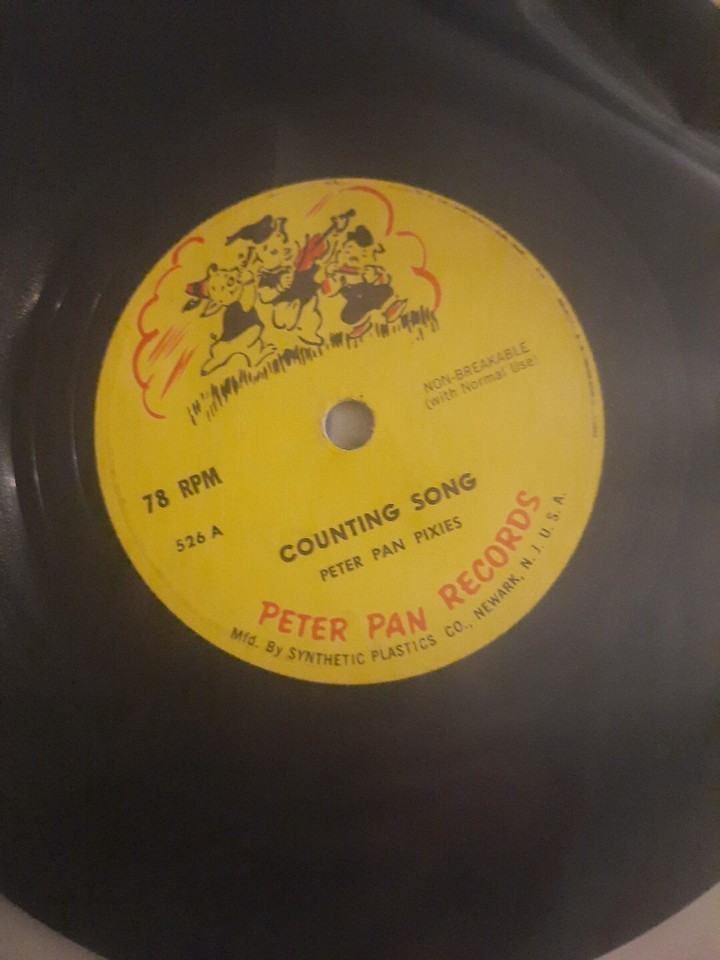 NON-BREAKABLE
(with Normal Use)
78 RPM
526 A
COUNTING SONG
PETER PAN PIXIES
PETER PAN RECORDS
Mfd. By SYNTHETIC PLASTICS CO., NEWARK, N. J. U. S. A.